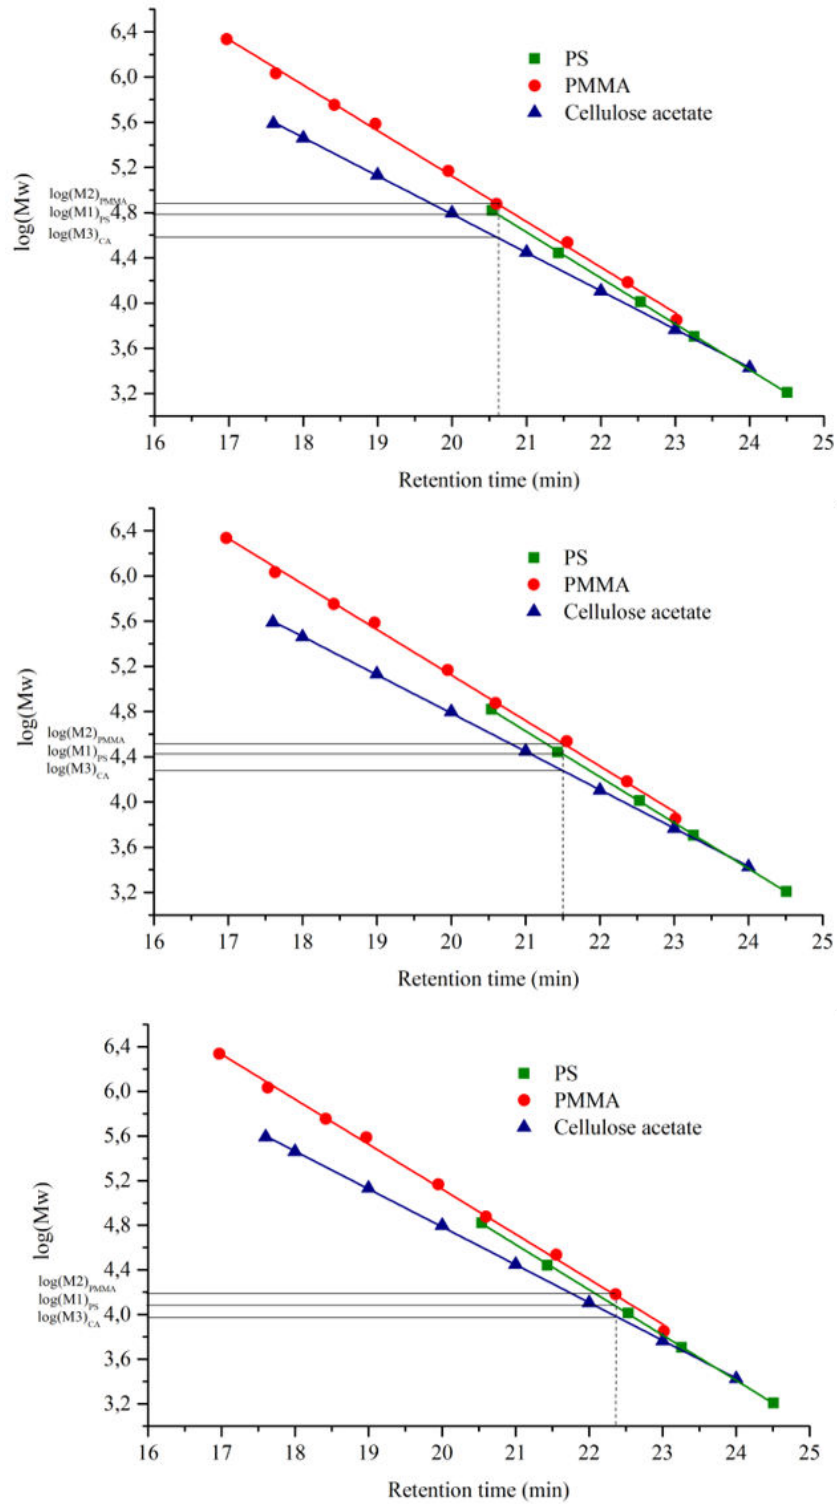 6,4
6,0
5,6
5,2
4,8
4,4
4,0
3,6
3,2
log(Mw)
log(M2)PMMA
log(M1)PS
log(M3)CA
PS
PMMA
Cellulose acetate
16 17 18 19 20 21 22 23 24 25
Retention time (min)
6,4
6,0
5,6
5,2
4,8
4,4
4,0
3,6
3,2
log(Mw)
log(M2)PMMA
log(M1)PS
log(M3)CA
PS
PMMA
Cellulose acetate
16 17 18 19 20 21 22 23 24 25
Retention time (min)
6,4
6,0
5,6
5,2
4,8
4,4
4,0
3,6
3,2
log(Mw)
log(M2)PMMA
log(M1)PS
log(M3)CA
PS
PMMA
Cellulose acetate
16 17 18 19 20 21 22 23 24 25
Retention time (min)